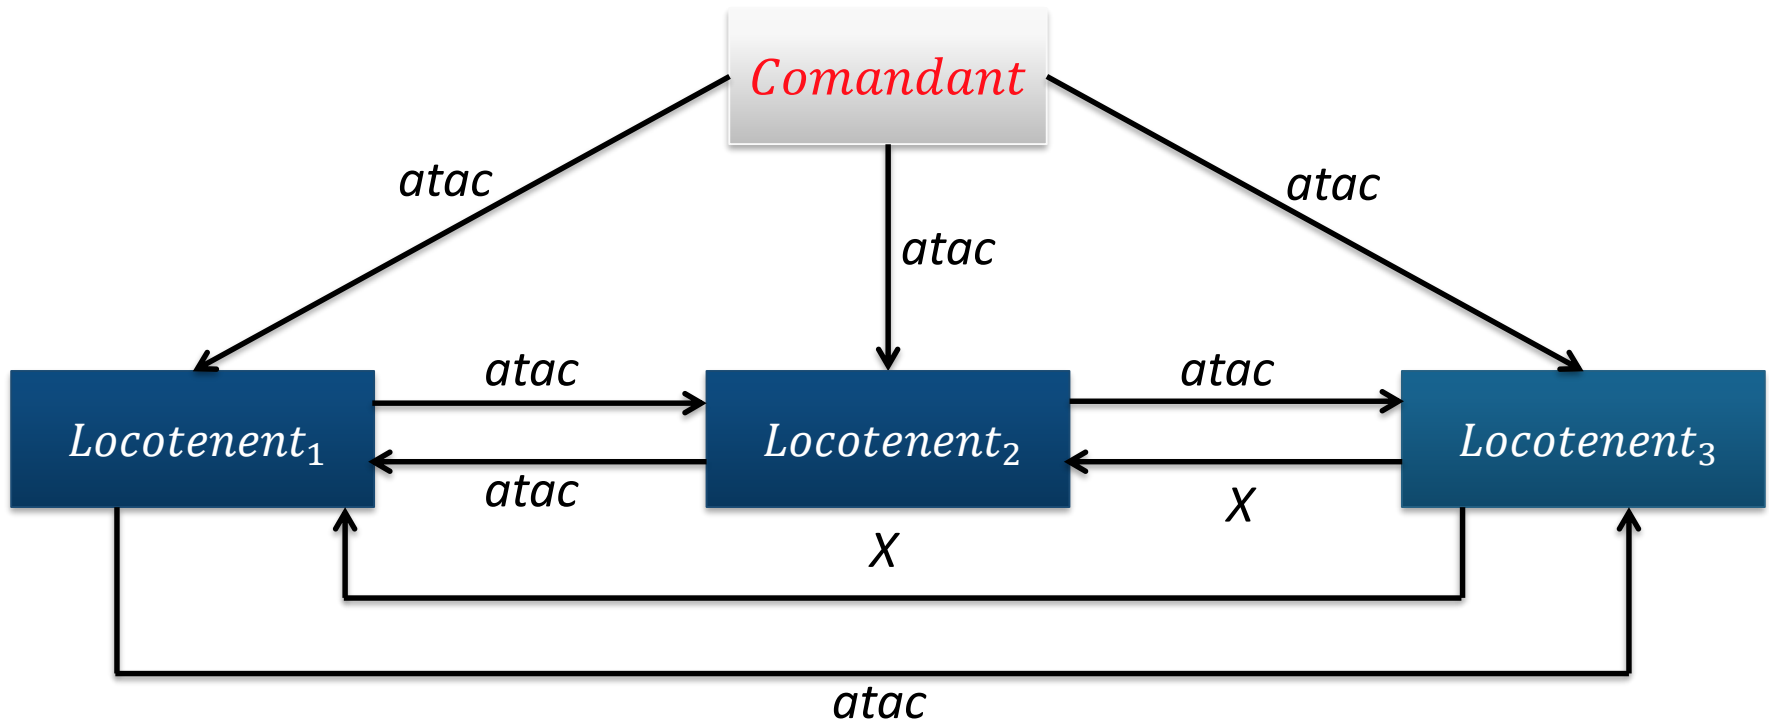 Comandant
atac
atac
atac
atac
atac
Locotenent₁
Locotenent₂
Locotenent₃
atac
X
X
atac